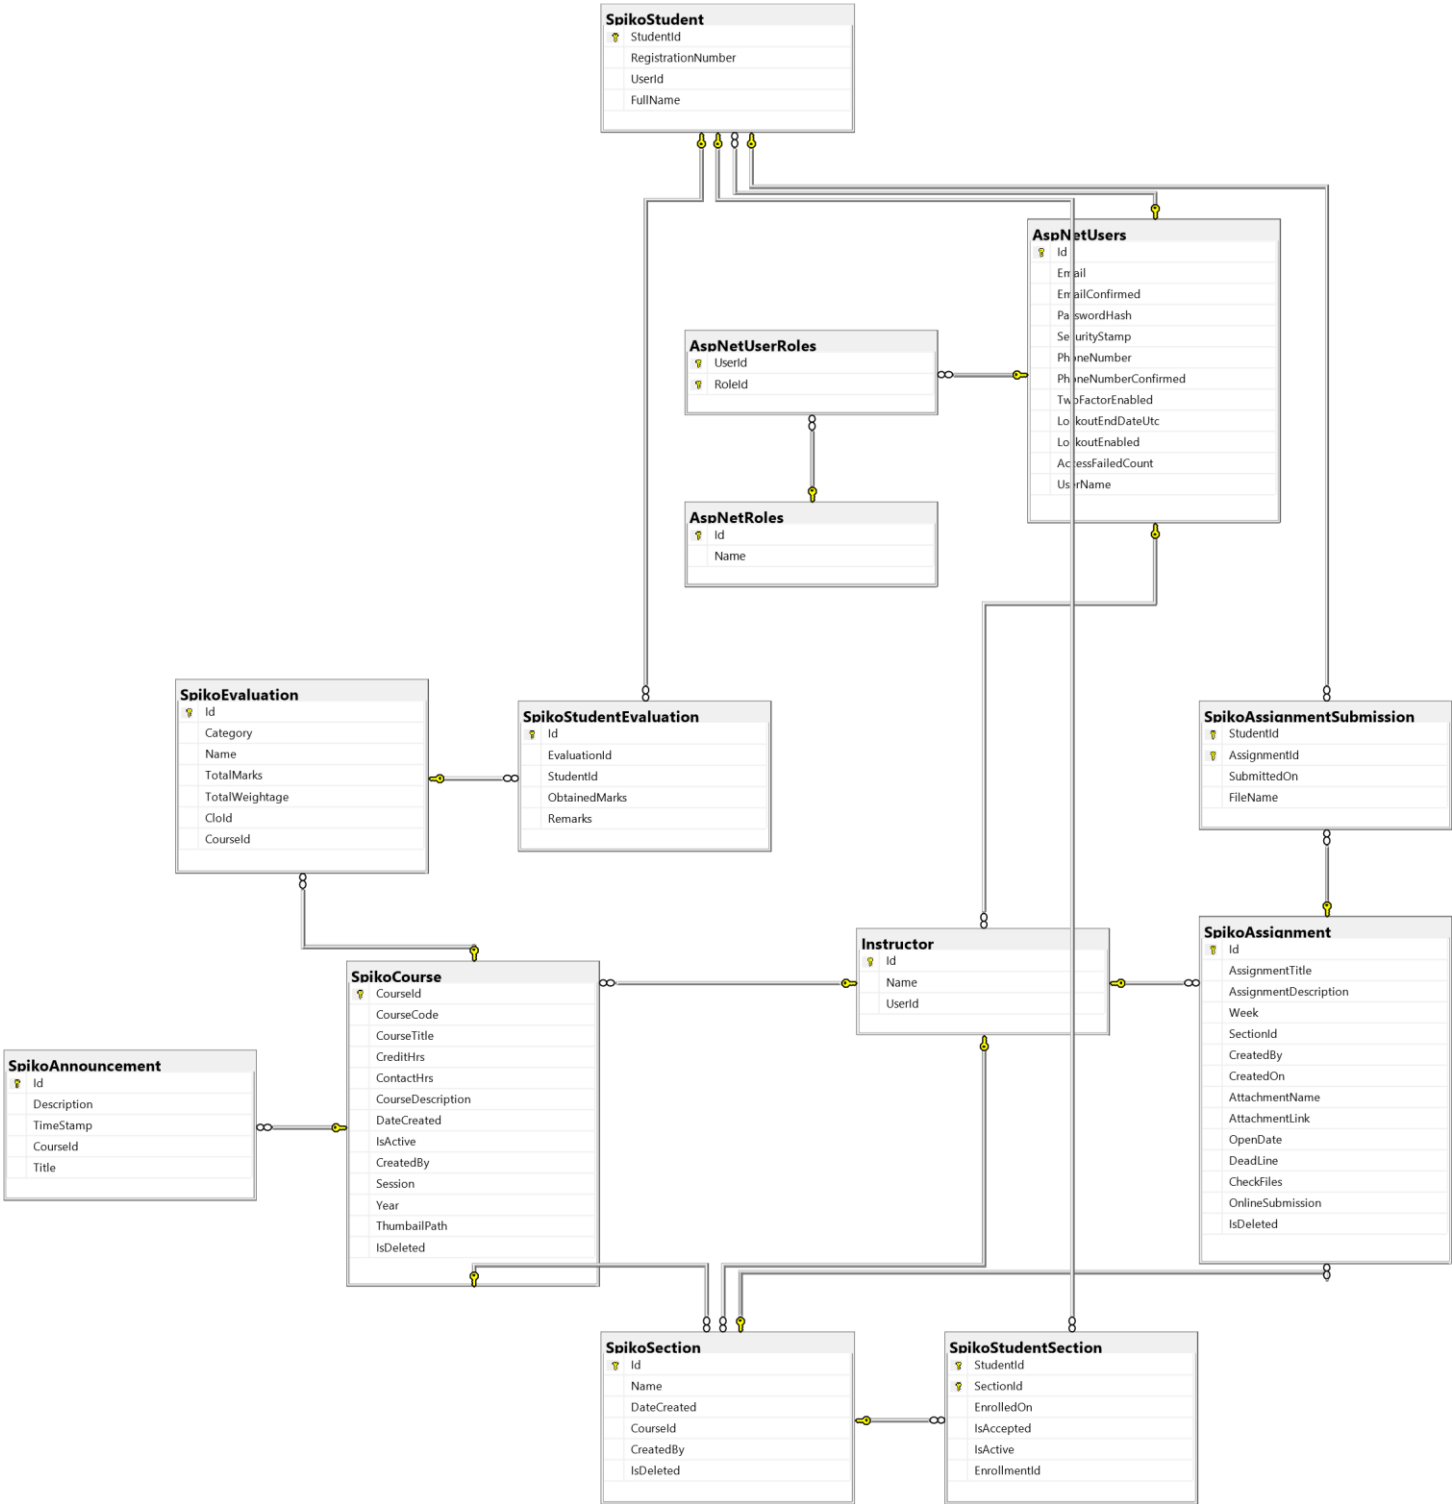 SpikoStudent
StudentId
RegistrationNumber
UserId
FullName
AspNetUsers
Id
Email
EmailConfirmed
PasswordHash
SecurityStamp
PhoneNumber
PhoneNumberConfirmed
TwoFactorEnabled
LockoutEndDateUtc
LockoutEnabled
AccessFailedCount
UserName
AspNetUserRoles
UserId
RoleId
AspNetRoles
Id
Name
SpikoEvaluation
Id
Category
Name
TotalMarks
TotalWeightage
CloId
CourseId
SpikoStudentEvaluation
Id
EvaluationId
StudentId
ObtainedMarks
Remarks
SpikoAssignmentSubmission
StudentId
AssignmentId
SubmittedOn
FileName
Instructor
Id
Name
UserId
SpikoAssignment
Id
AssignmentTitle
AssignmentDescription
Week
SectionId
CreatedBy
CreatedOn
AttachmentName
AttachmentLink
OpenDate
DeadLine
CheckFiles
OnlineSubmission
IsDeleted
SpikoCourse
CourseId
CourseCode
CourseTitle
CreditHrs
ContactHrs
CourseDescription
DateCreated
IsActive
CreatedBy
Session
Year
ThumbailPath
IsDeleted
SpikoAnnouncement
Id
Description
TimeStamp
CourseId
Title
SpikoSection
Id
Name
DateCreated
CourseId
CreatedBy
IsDeleted
SpikoStudentSection
StudentId
SectionId
EnrolledOn
IsAccepted
IsActive
EnrollmentId